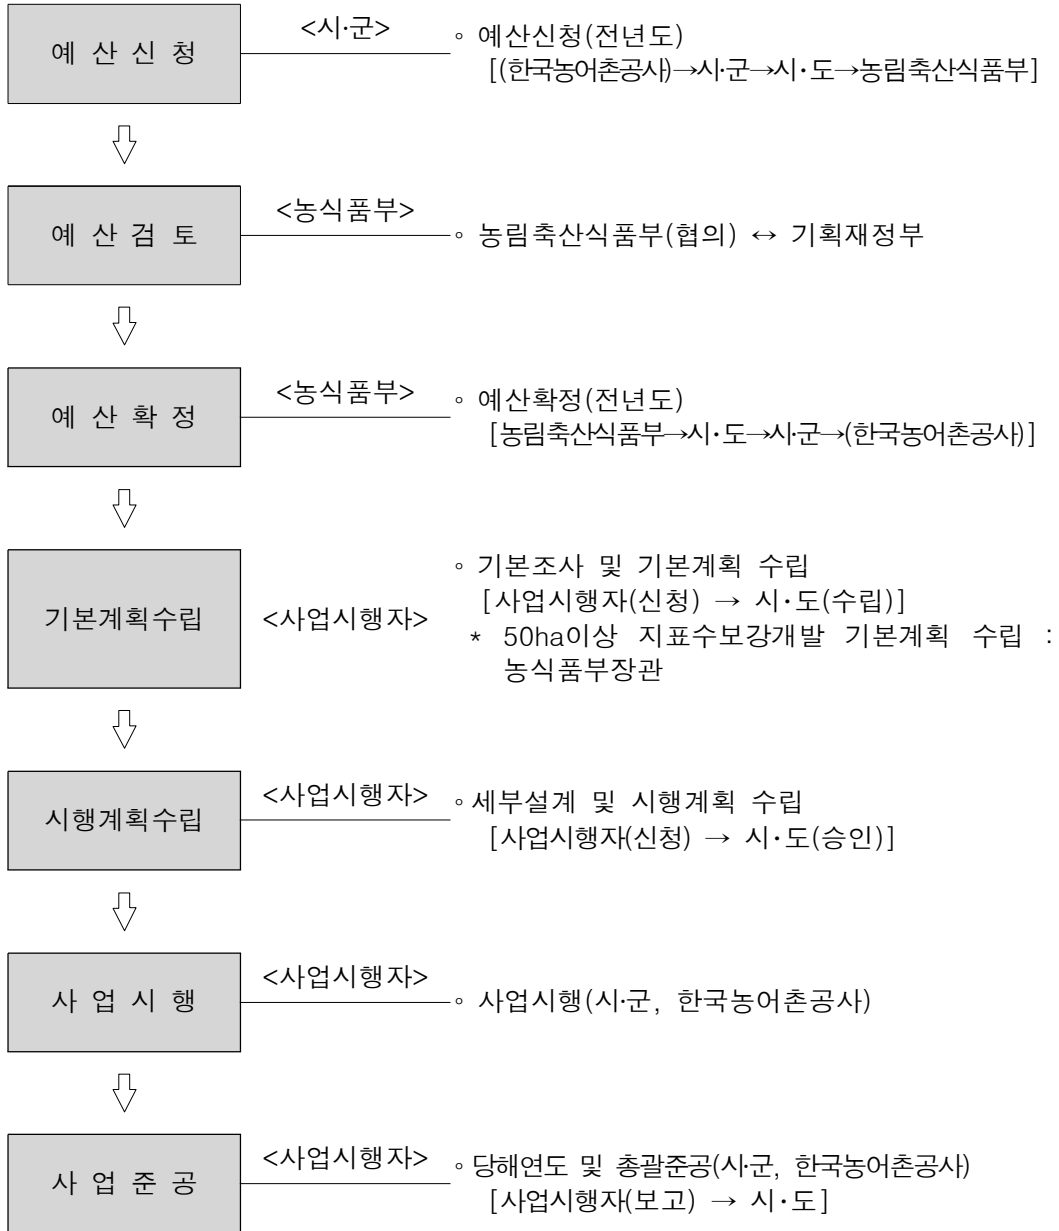 예 산 신 청
<시·군>
◦ 예산신청(전년도)
[(한국농어촌공사)→시·군→시·도→농림축산식품부]
예 산 검 토
<농식품부>
◦ 농림축산식품부(협의) ↔ 기획재정부
예 산 확 정
<농식품부>
◦ 예산확정(전년도)
[농림축산식품부→시·도→시·군→(한국농어촌공사)]
기본계획수립
<사업시행자>
◦ 기본조사 및 기본계획 수립
[사업시행자(신청) → 시·도(수립)]
* 50ha이상 지표수보강개발 기본계획 수립 :
농식품부장관
시행계획수립
<사업시행자>
◦ 세부설계 및 시행계획 수립
[사업시행자(신청) → 시·도(승인)]
사 업 시 행
<사업시행자>
◦ 사업시행(시·군, 한국농어촌공사)
사 업 준 공
<사업시행자>
◦ 당해연도 및 총괄준공(시·군, 한국농어촌공사)
[사업시행자(보고) → 시·도]